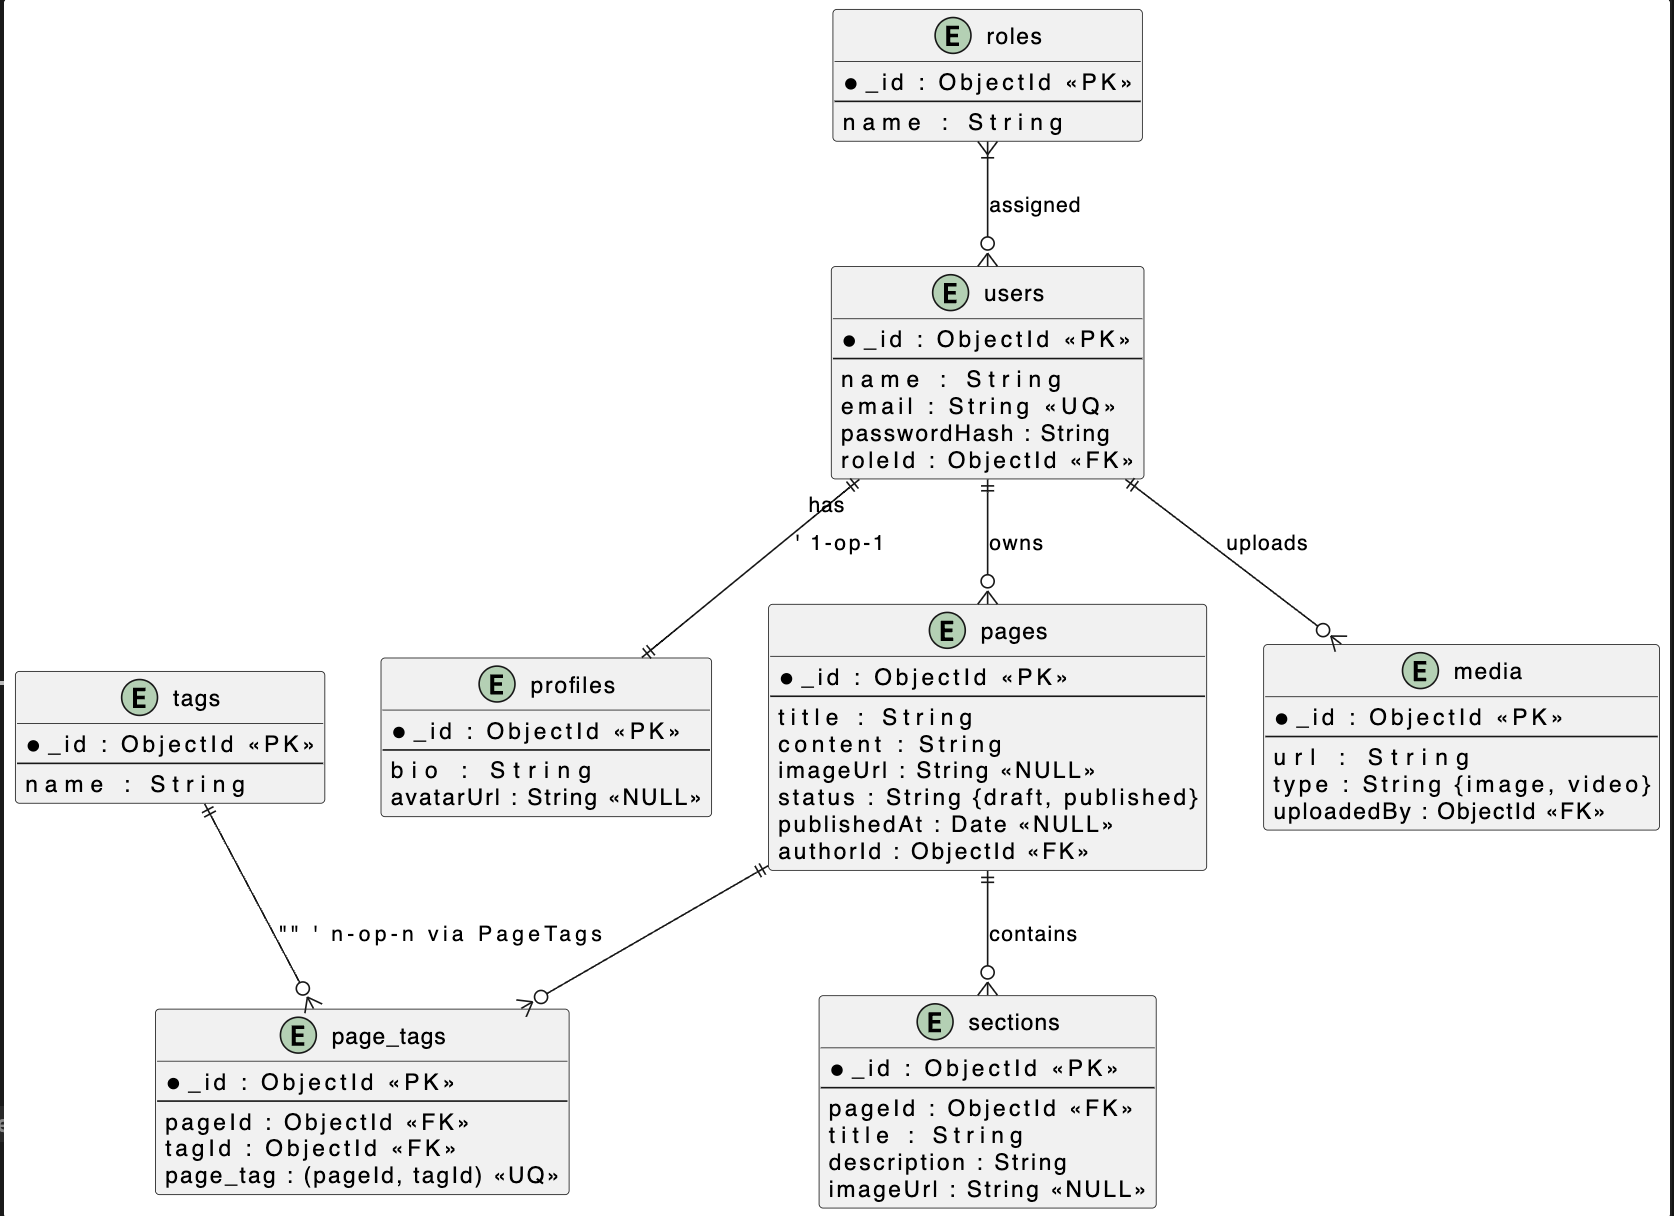 E roles
_id : ObjectId «PK»
name : String
assigned
E users
_id : ObjectId «PK»
name : String
email : String «UQ»
passwordHash : String
roleId : ObjectId «FK»
has
' 1-op-1
owns
uploads
E tags
_id : ObjectId «PK»
name : String
E profiles
_id : ObjectId «PK»
bio : String
avatarUrl : String «NULL»
E pages
_id : ObjectId «PK»
title : String
content : String
imageUrl : String «NULL»
status : String {draft, published}
publishedAt : Date «NULL»
authorId : ObjectId «FK»
E media
_id : ObjectId «PK»
url : String
type : String {image, video}
uploadedBy : ObjectId «FK»
"" ' n-op-n via PageTags
contains
E page_tags
_id : ObjectId «PK»
pageId : ObjectId «FK»
tagId : ObjectId «FK»
page_tag : (pageId, tagId) «UQ»
E sections
_id : ObjectId «PK»
pageId : ObjectId «FK»
title : String
description : String
imageUrl : String «NULL»